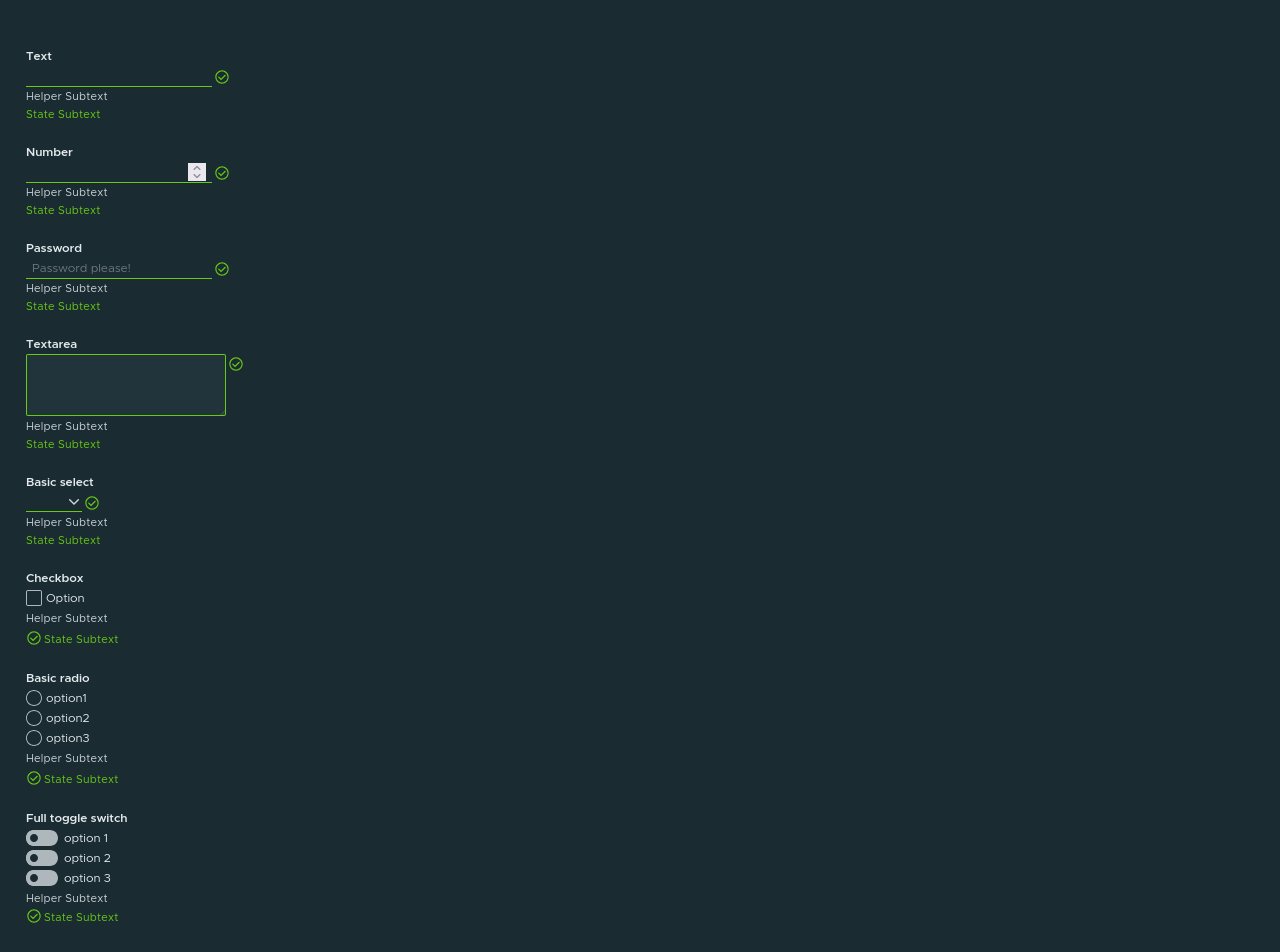 Text
Helper Subtext
State Subtext
Number
Helper Subtext
State Subtext
Password
Password please!
Helper Subtext
State Subtext
Textarea
Helper Subtext
State Subtext
Basic select
Helper Subtext
State Subtext
Checkbox
Option
Helper Subtext
State Subtext
Basic radio
option1
option2
option3
Helper Subtext
State Subtext
Full toggle switch
option 1
option 2
option 3
Helper Subtext
State Subtext